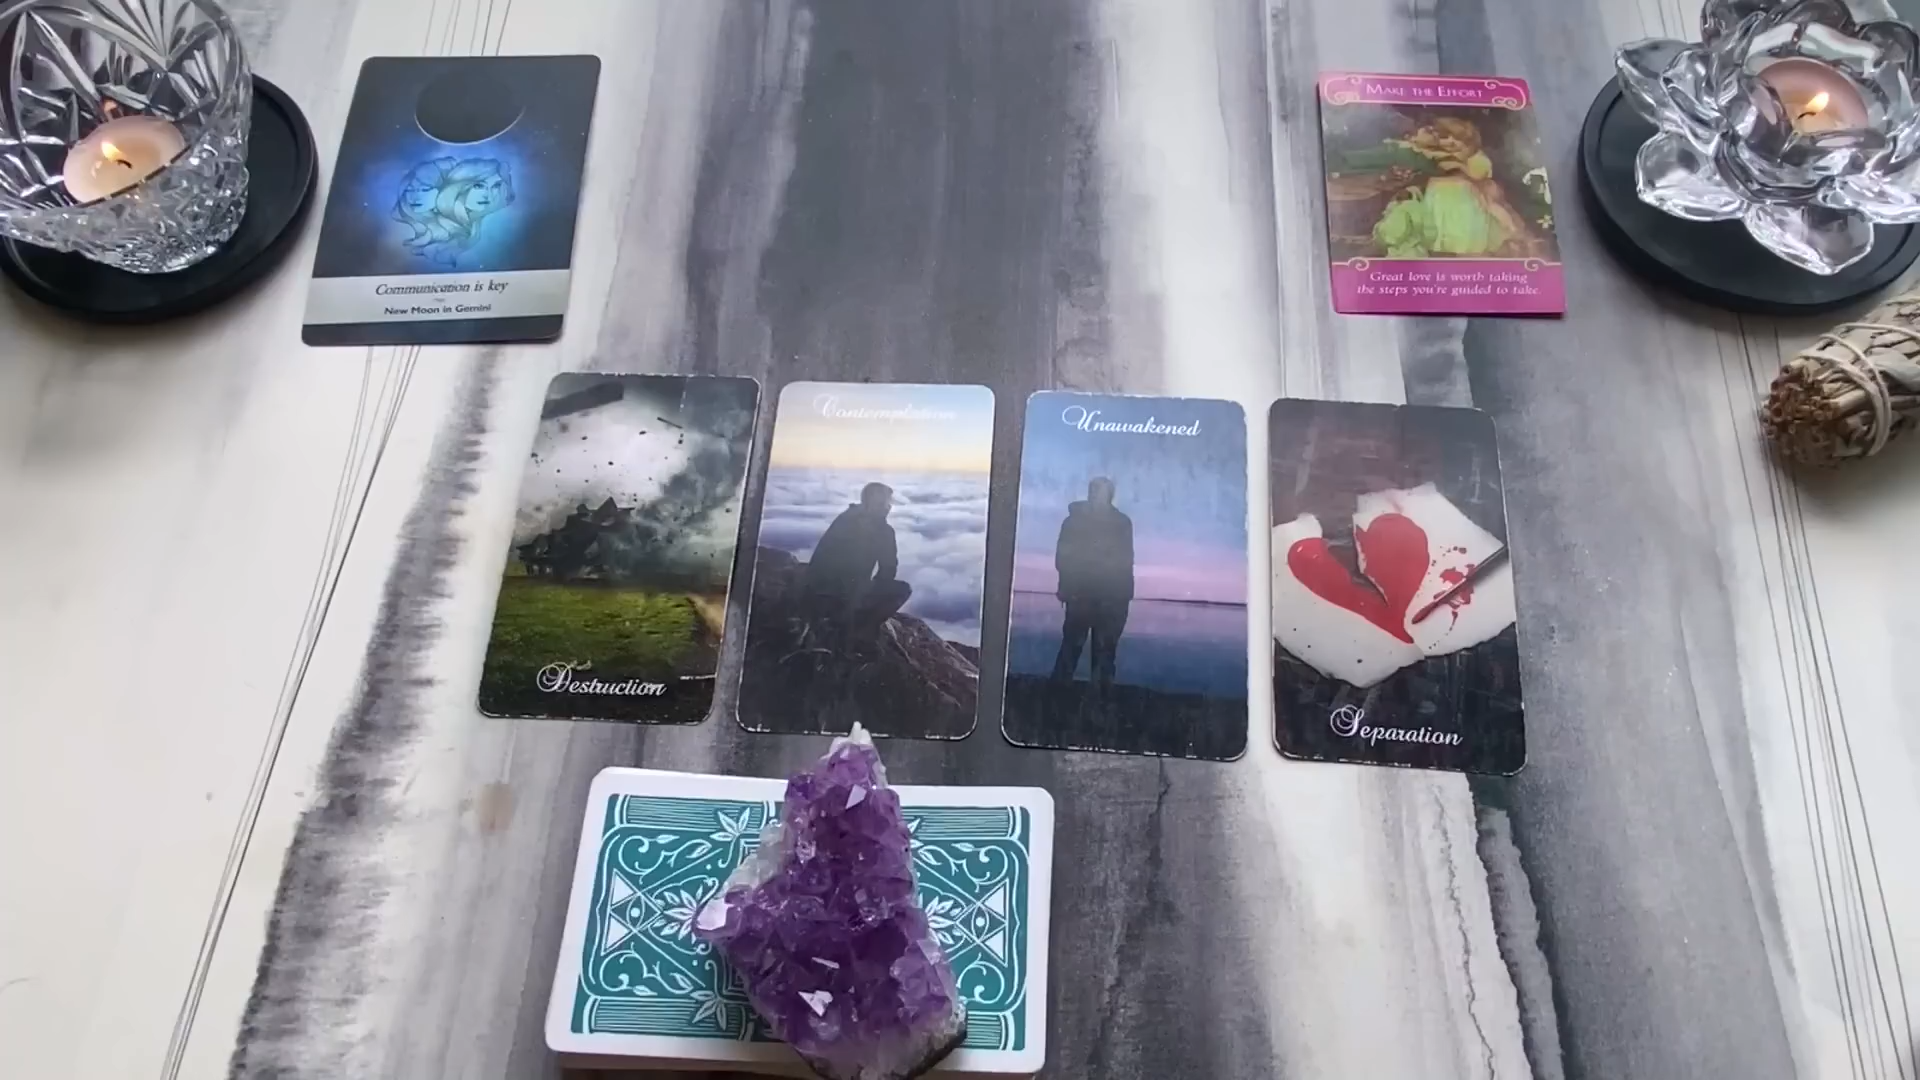 Communication is key
New Moon in Gemini
MAKE THE EFFORT
Great love is worth taking
the steps you're guided to take.
Destruction
Contemplation
Unawakened
Separation